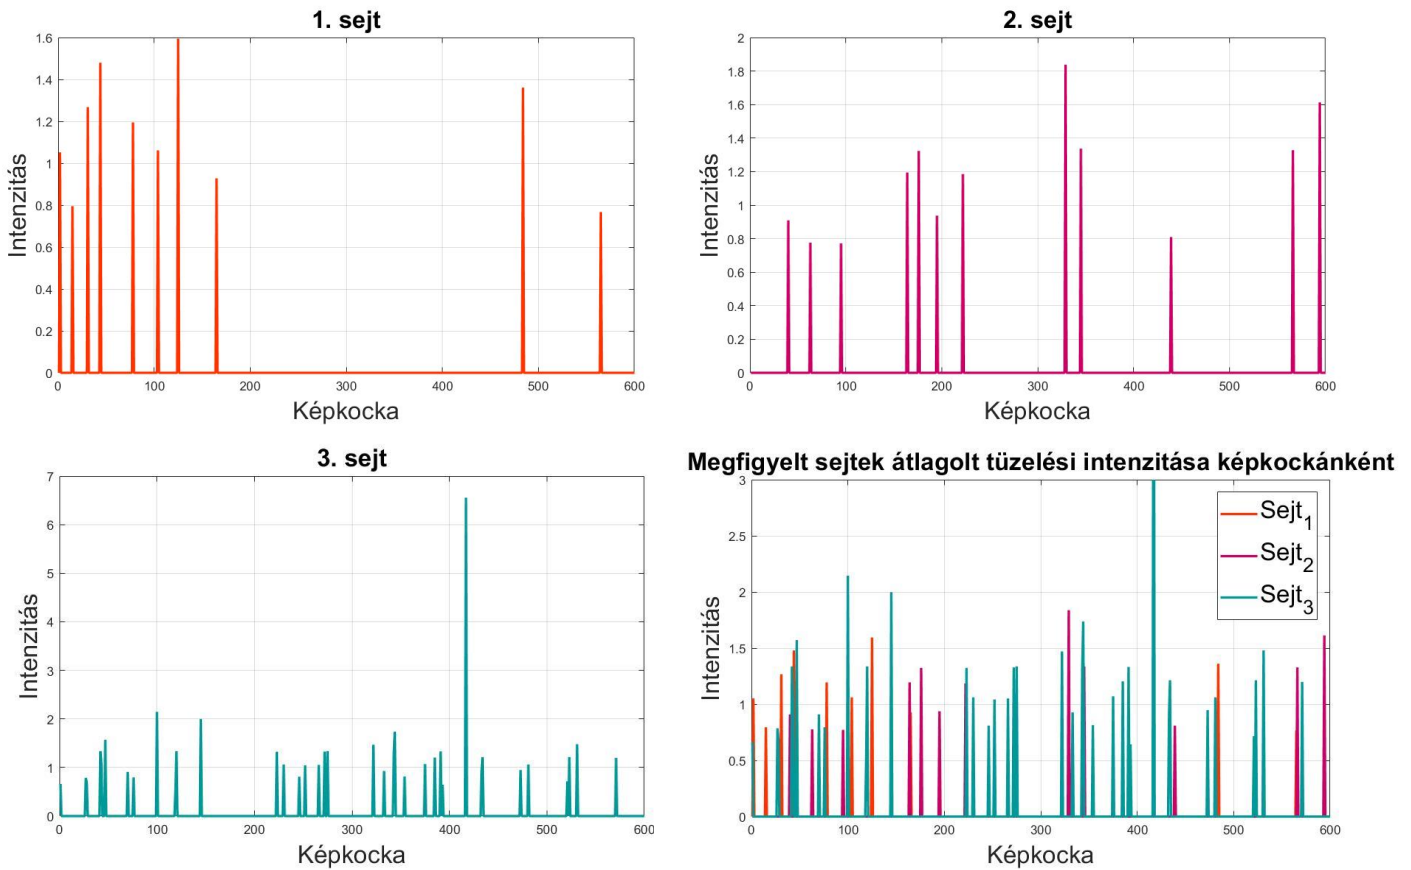 1. sejt
1.6
1.4
1.2
1
0.8
0.6
0.4
0.2
0
Intenzitás
0 100 200 300 400 500 600
Képkocka
2. sejt
2
1.8
1.6
1.4
1.2
1
0.8
0.6
0.4
0.2
0
Intenzitás
0 100 200 300 400 500 600
Képkocka
3. sejt
7
6
5
4
3
2
1
0
Intenzitás
0 100 200 300 400 500 600
Képkocka
Megfigyelt sejtek átlagolt tüzelési intenzitása képkockánként
3
2.5
2
1.5
1
0.5
0
Intenzitás
Sejt1
Sejt2
Sejt3
0 100 200 300 400 500 600
Képkocka